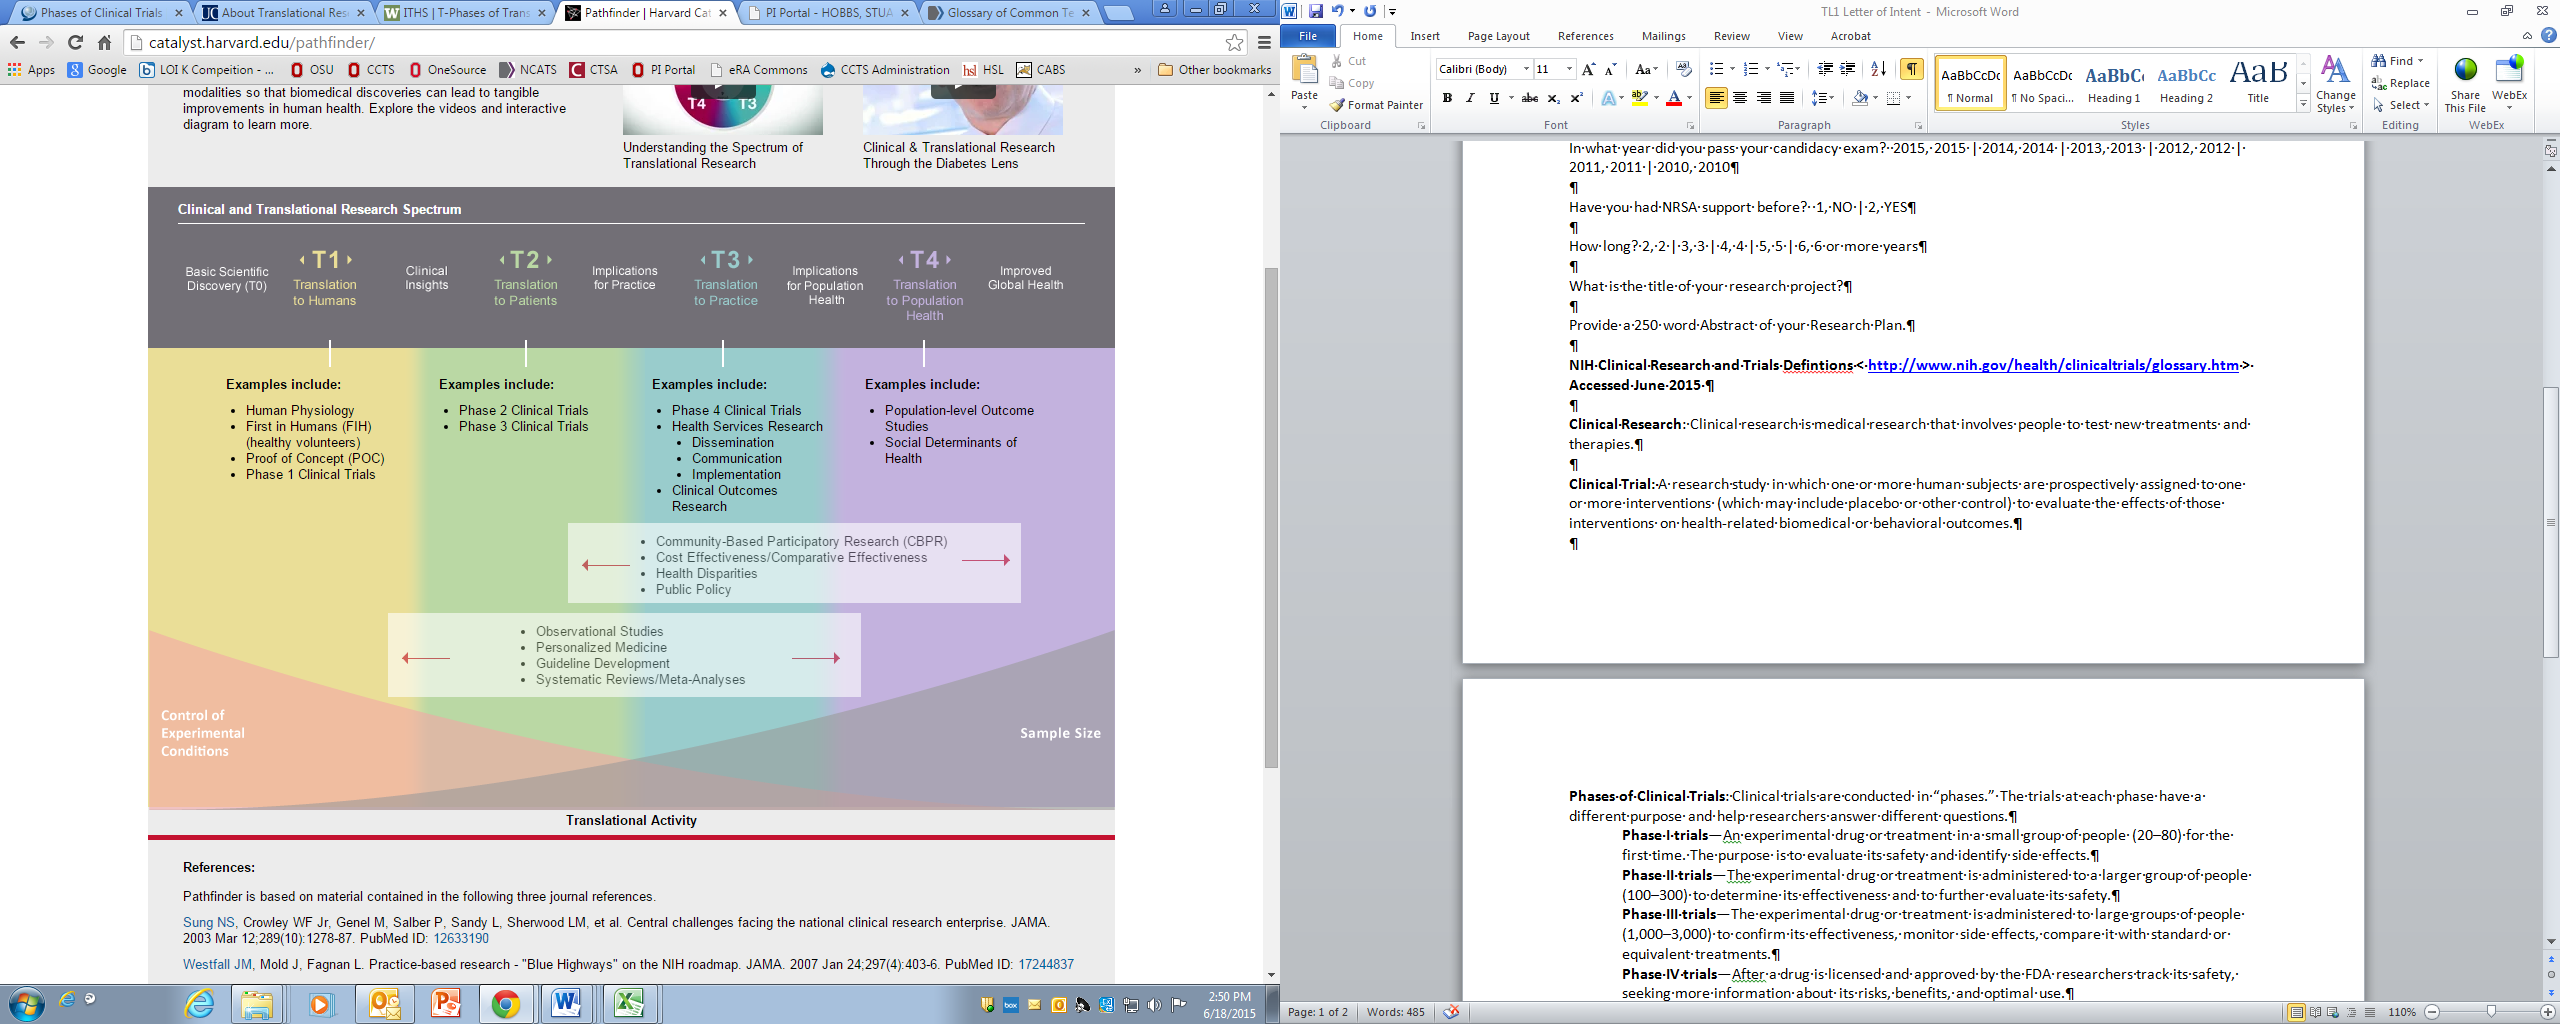 Phases of Clinical Trials
About Translational Res
ITHS | T-Phases of Trans
Pathfinder | Harvard Cat
PI Portal - HOBBS, STUA
Glossary of Common Te
catalyst.harvard.edu/pathfinder/
Apps Google LOI K Compeition - ... OSU CCTS OneSource NCATS CTSA PI Portal eRA Commons CCTS Administration HSL CABS » Other bookmarks
modalities so that biomedical discoveries can lead to tangible
improvements in human health. Explore the videos and interactive
diagram to learn more.
T4 T3
Understanding the Spectrum of
Translational Research
Clinical & Translational Research
Through the Diabetes Lens
Clinical and Translational Research Spectrum
Basic Scientific
Discovery (T0)
T1
Translation
to Humans
Clinical
Insights
T2
Translation
to Patients
Implications
for Practice
T3
Translation
to Practice
Implications
for Population
Health
T4
Translation
to Population
Health
Improved
Global Health
Examples include:
• Human Physiology
• First in Humans (FIH)
(healthy volunteers)
• Proof of Concept (POC)
• Phase 1 Clinical Trials
Examples include:
• Phase 2 Clinical Trials
• Phase 3 Clinical Trials
Examples include:
• Phase 4 Clinical Trials
• Health Services Research
• Dissemination
• Communication
• Implementation
• Clinical Outcomes
Research
Examples include:
• Population-level Outcome
Studies
• Social Determinants of
Health
• Community-Based Participatory Research (CBPR)
• Cost Effectiveness/Comparative Effectiveness
• Health Disparities
• Public Policy
• Observational Studies
• Personalized Medicine
• Guideline Development
• Systematic Reviews/Meta-Analyses
Control of
Experimental
Conditions
Sample Size
Translational Activity
References:
Pathfinder is based on material contained in the following three journal references.
Sung NS, Crowley WF Jr, Genel M, Salber P, Sandy L, Sherwood LM, et al. Central challenges facing the national clinical research enterprise. JAMA.
2003 Mar 12;289(10):1278-87. PubMed ID: 12633190
Westfall JM, Mold J, Fagnan L. Practice-based research - "Blue Highways" on the NIH roadmap. JAMA. 2007 Jan 24;297(4):403-6. PubMed ID: 17244837
2:50 PM
6/18/2015
TL1 Letter of Intent - Microsoft Word
File Home Insert Page Layout References Mailings Review View Acrobat
Paste
Cut
Copy
Format Painter
Clipboard
Calibri (Body) 11
Font
Paragraph
AaBbCcDc AaBbCcDc AaBbC AaBbCc AaB
¶ Normal ¶ No Spaci... Heading 1 Heading 2 Title
Change
Styles
Styles
Find
Replace
Select
Editing
Share
This File
WebEx
WebEx
In what year did you pass your candidacy exam? 2015, 2015 | 2014, 2014 | 2013, 2013 | 2012, 2012 |
2011, 2011 | 2010, 2010¶
¶
Have you had NRSA support before? 1, NO | 2, YES¶
¶
How long? 2, 2 | 3, 3 | 4, 4 | 5, 5 | 6, 6 or more years¶
¶
What is the title of your research project?¶
¶
Provide a 250 word Abstract of your Research Plan.¶
¶
NIH Clinical Research and Trials Defintions < http://www.nih.gov/health/clinicaltrials/glossary.htm >
Accessed June 2015 ¶
¶
Clinical Research: Clinical research is medical research that involves people to test new treatments and
therapies.¶
¶
Clinical Trial: A research study in which one or more human subjects are prospectively assigned to one
or more interventions (which may include placebo or other control) to evaluate the effects of those
interventions on health-related biomedical or behavioral outcomes.¶
¶
Phases of Clinical Trials: Clinical trials are conducted in “phases.” The trials at each phase have a
different purpose and help researchers answer different questions.¶
Phase I trials—An experimental drug or treatment in a small group of people (20–80) for the
first time. The purpose is to evaluate its safety and identify side effects.¶
Phase II trials—The experimental drug or treatment is administered to a larger group of people
(100–300) to determine its effectiveness and to further evaluate its safety.¶
Phase III trials—The experimental drug or treatment is administered to large groups of people
(1,000–3,000) to confirm its effectiveness, monitor side effects, compare it with standard or
equivalent treatments.¶
Phase IV trials—After a drug is licensed and approved by the FDA researchers track its safety,
seeking more information about its risks, benefits, and optimal use.¶
Page: 1 of 2 Words: 485 110%